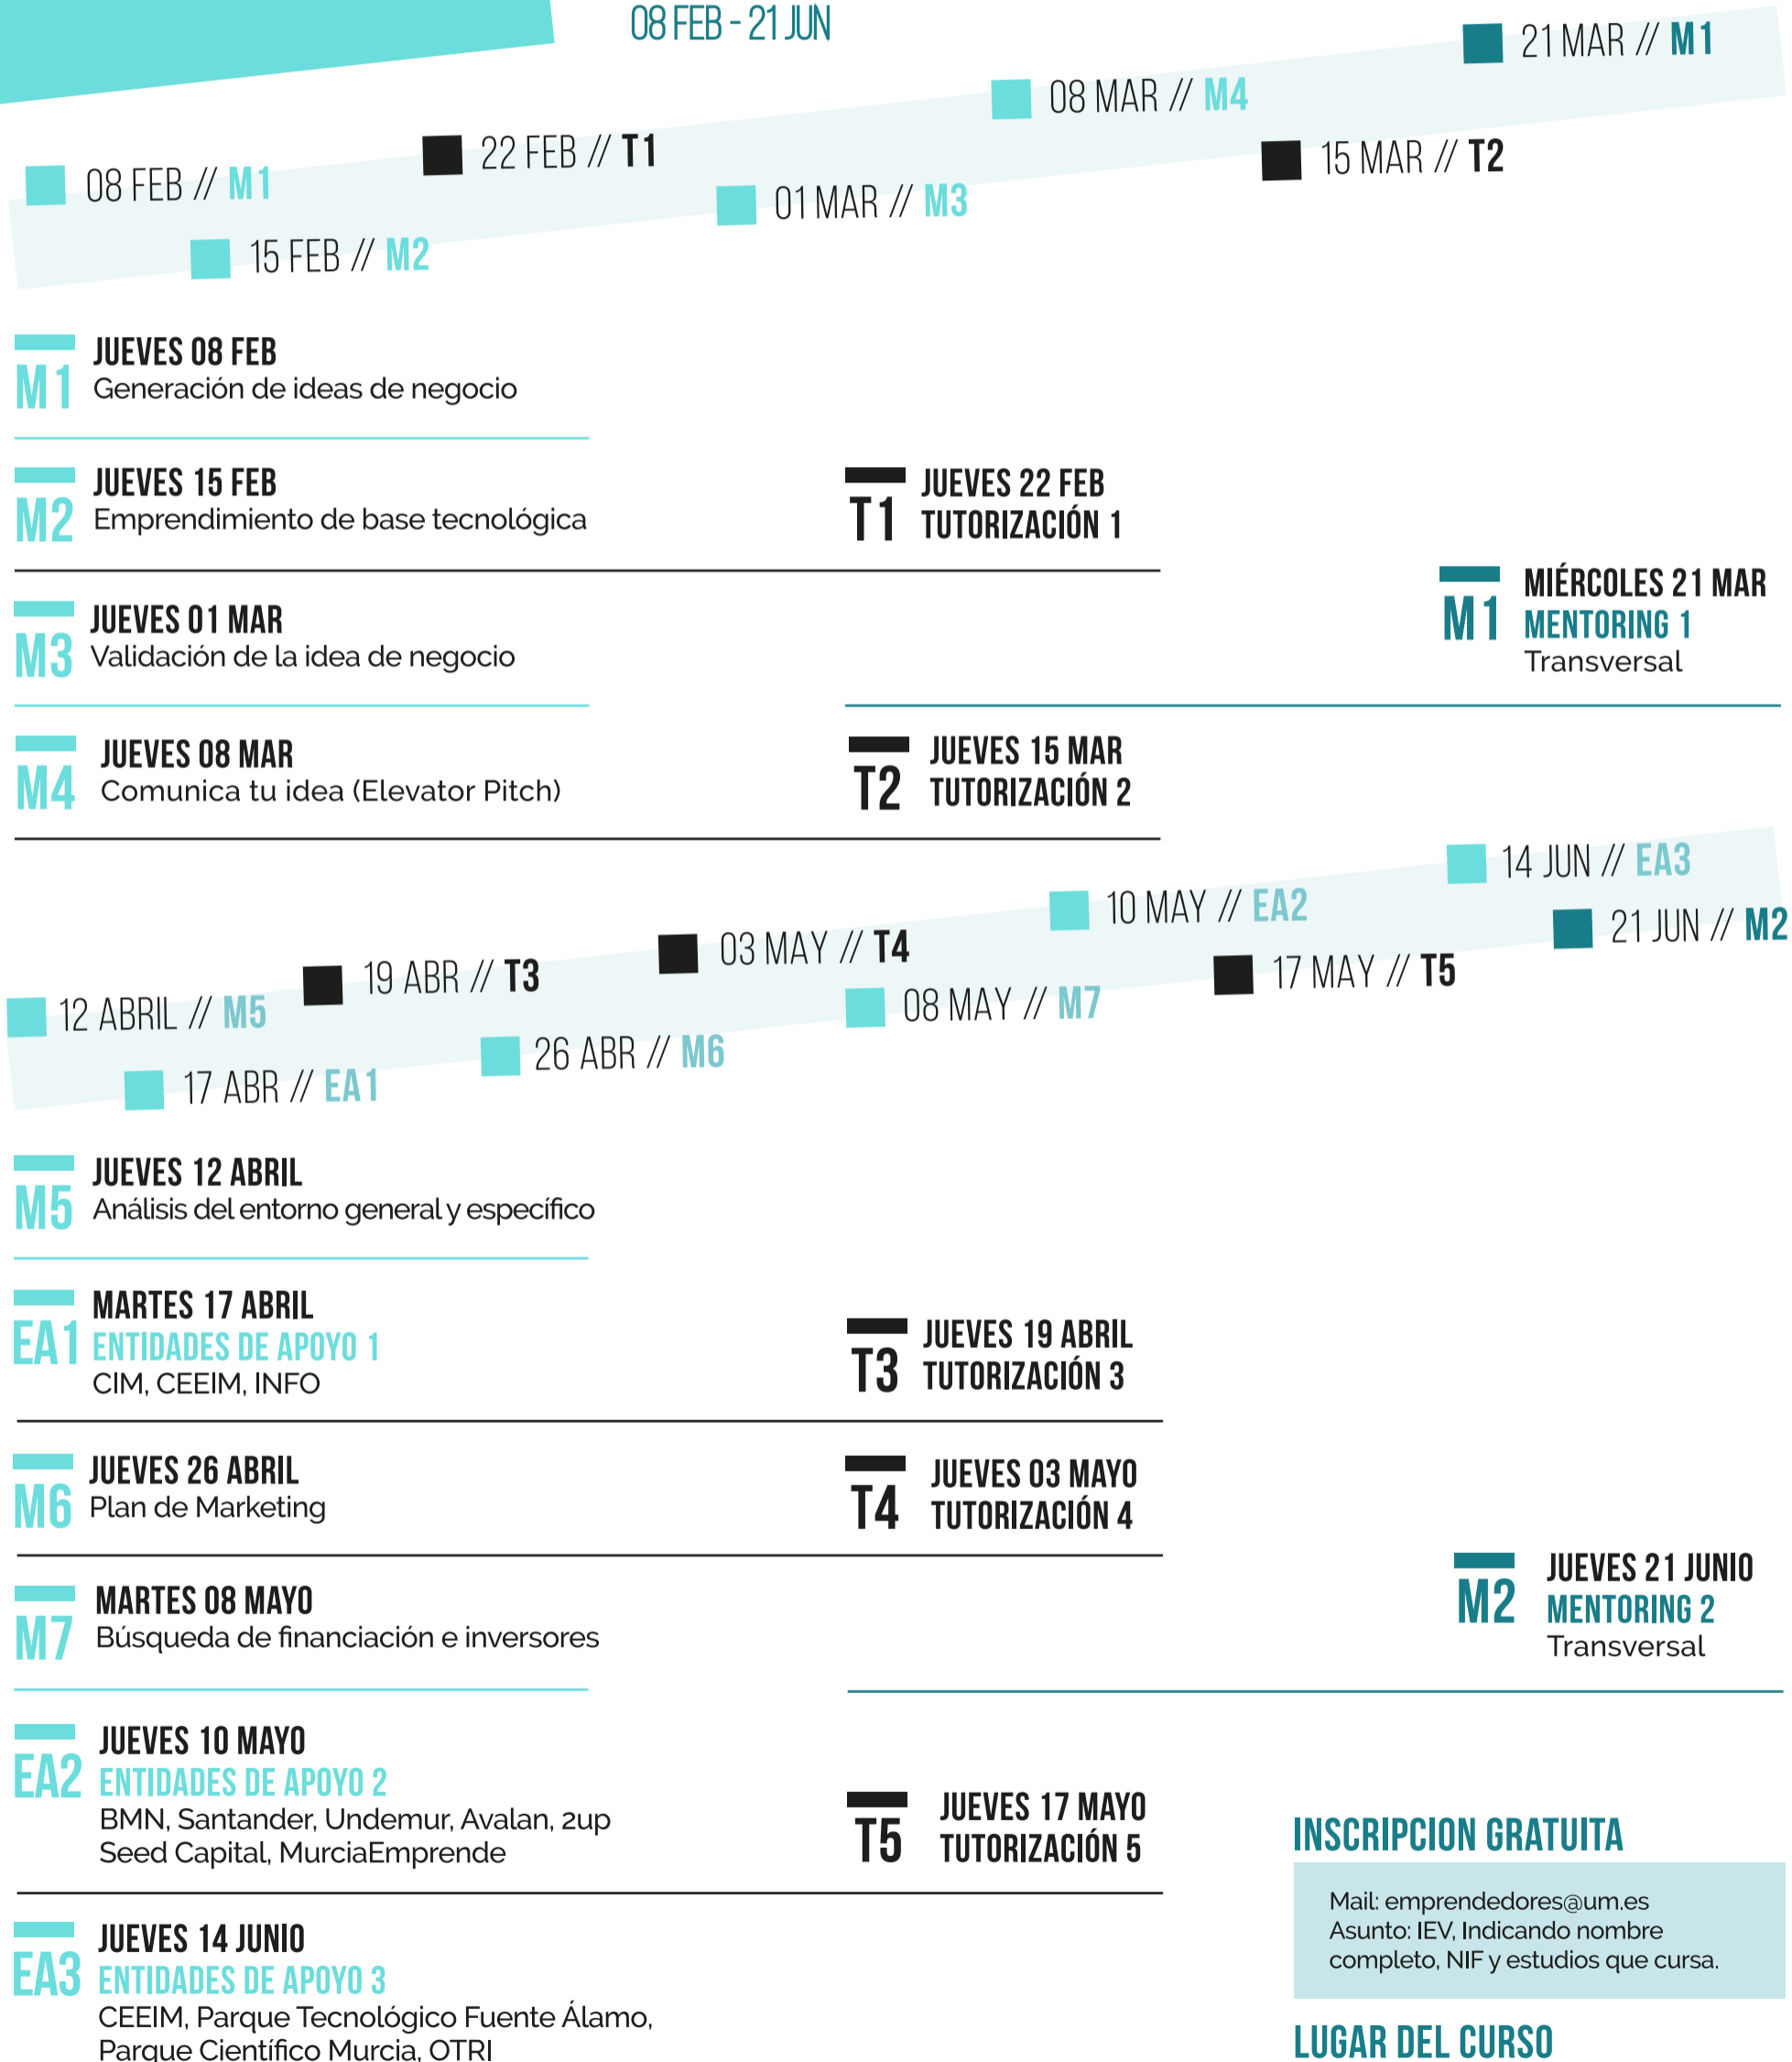 08 FEB - 21 JUN
21 MAR // M1
08 MAR // M4
22 FEB // T1
15 MAR // T2
08 FEB // M1
01 MAR // M3
15 FEB // M2
M1 JUEVES 08 FEB
Generación de ideas de negocio
M2 JUEVES 15 FEB
Emprendimiento de base tecnológica
T1 JUEVES 22 FEB
TUTORIZACIÓN 1
M3 JUEVES 01 MAR
Validación de la idea de negocio
M1 MIÉRCOLES 21 MAR
MENTORING 1
Transversal
M4 JUEVES 08 MAR
Comunica tu idea (Elevator Pitch)
T2 JUEVES 15 MAR
TUTORIZACIÓN 2
14 JUN // EA3
10 MAY // EA2
21 JUN // M2
03 MAY // T4
19 ABR // T3
17 MAY // T5
12 ABRIL // M5
08 MAY // M7
26 ABR // M6
17 ABR // EA1
M5 JUEVES 12 ABRIL
Análisis del entorno general y específico
EA1 MARTES 17 ABRIL
ENTIDADES DE APOYO 1
CIM, CEEIM, INFO
T3 JUEVES 19 ABRIL
TUTORIZACIÓN 3
M6 JUEVES 26 ABRIL
Plan de Marketing
T4 JUEVES 03 MAYO
TUTORIZACIÓN 4
M7 MARTES 08 MAYO
Búsqueda de financiación e inversores
M2 JUEVES 21 JUNIO
MENTORING 2
Transversal
EA2 JUEVES 10 MAYO
ENTIDADES DE APOYO 2
BMN, Santander, Undemur, Avalan, 2up
Seed Capital, MurciaEmprende
T5 JUEVES 17 MAYO
TUTORIZACIÓN 5
EA3 JUEVES 14 JUNIO
ENTIDADES DE APOYO 3
CEEIM, Parque Tecnológico Fuente Álamo,
Parque Científico Murcia, OTRI
INSCRIPCION GRATUITA
Mail: emprendedores@um.es
Asunto: IEV, Indicando nombre
completo, NIF y estudios que cursa.
LUGAR DEL CURSO